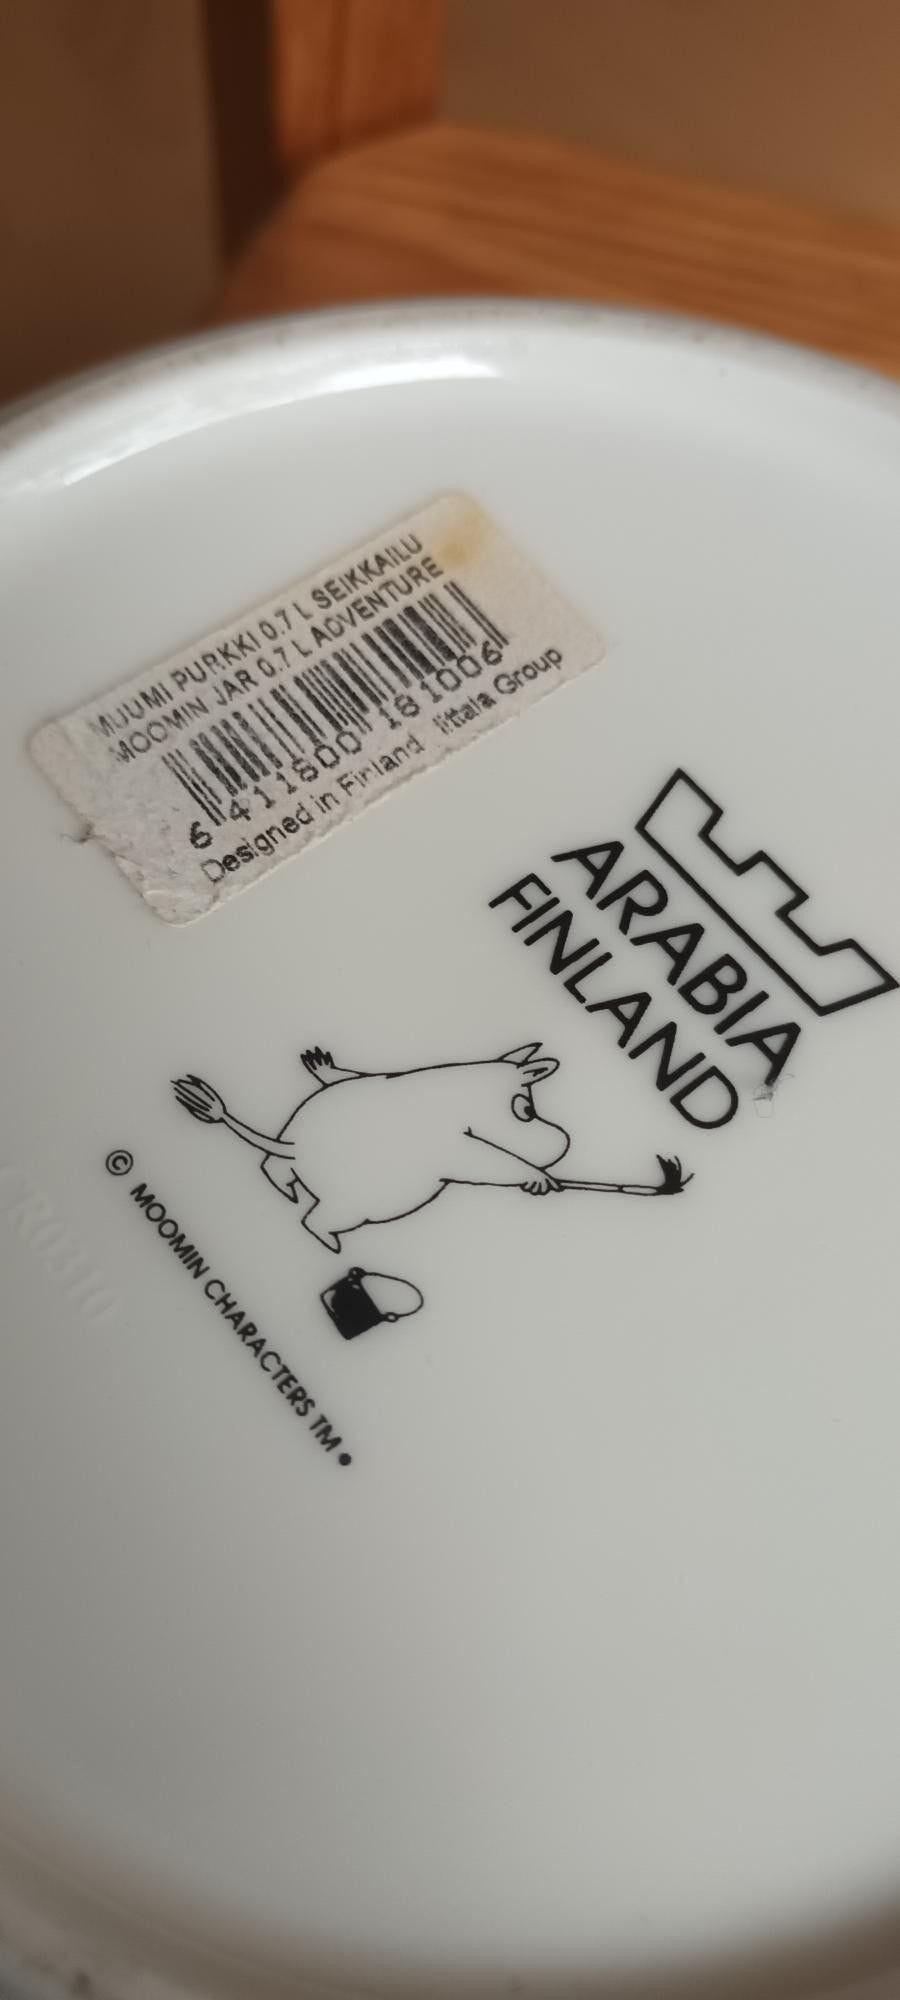 MUUMI PURKKI 0.7 L SEIKKAILU
MOOMIN JAR 0.7 L ADVENTURE
6 411800 181006
Designed in Finland Iittala Group
ARABIA
FINLAND
© MOOMIN CHARACTERS TM
CR0310